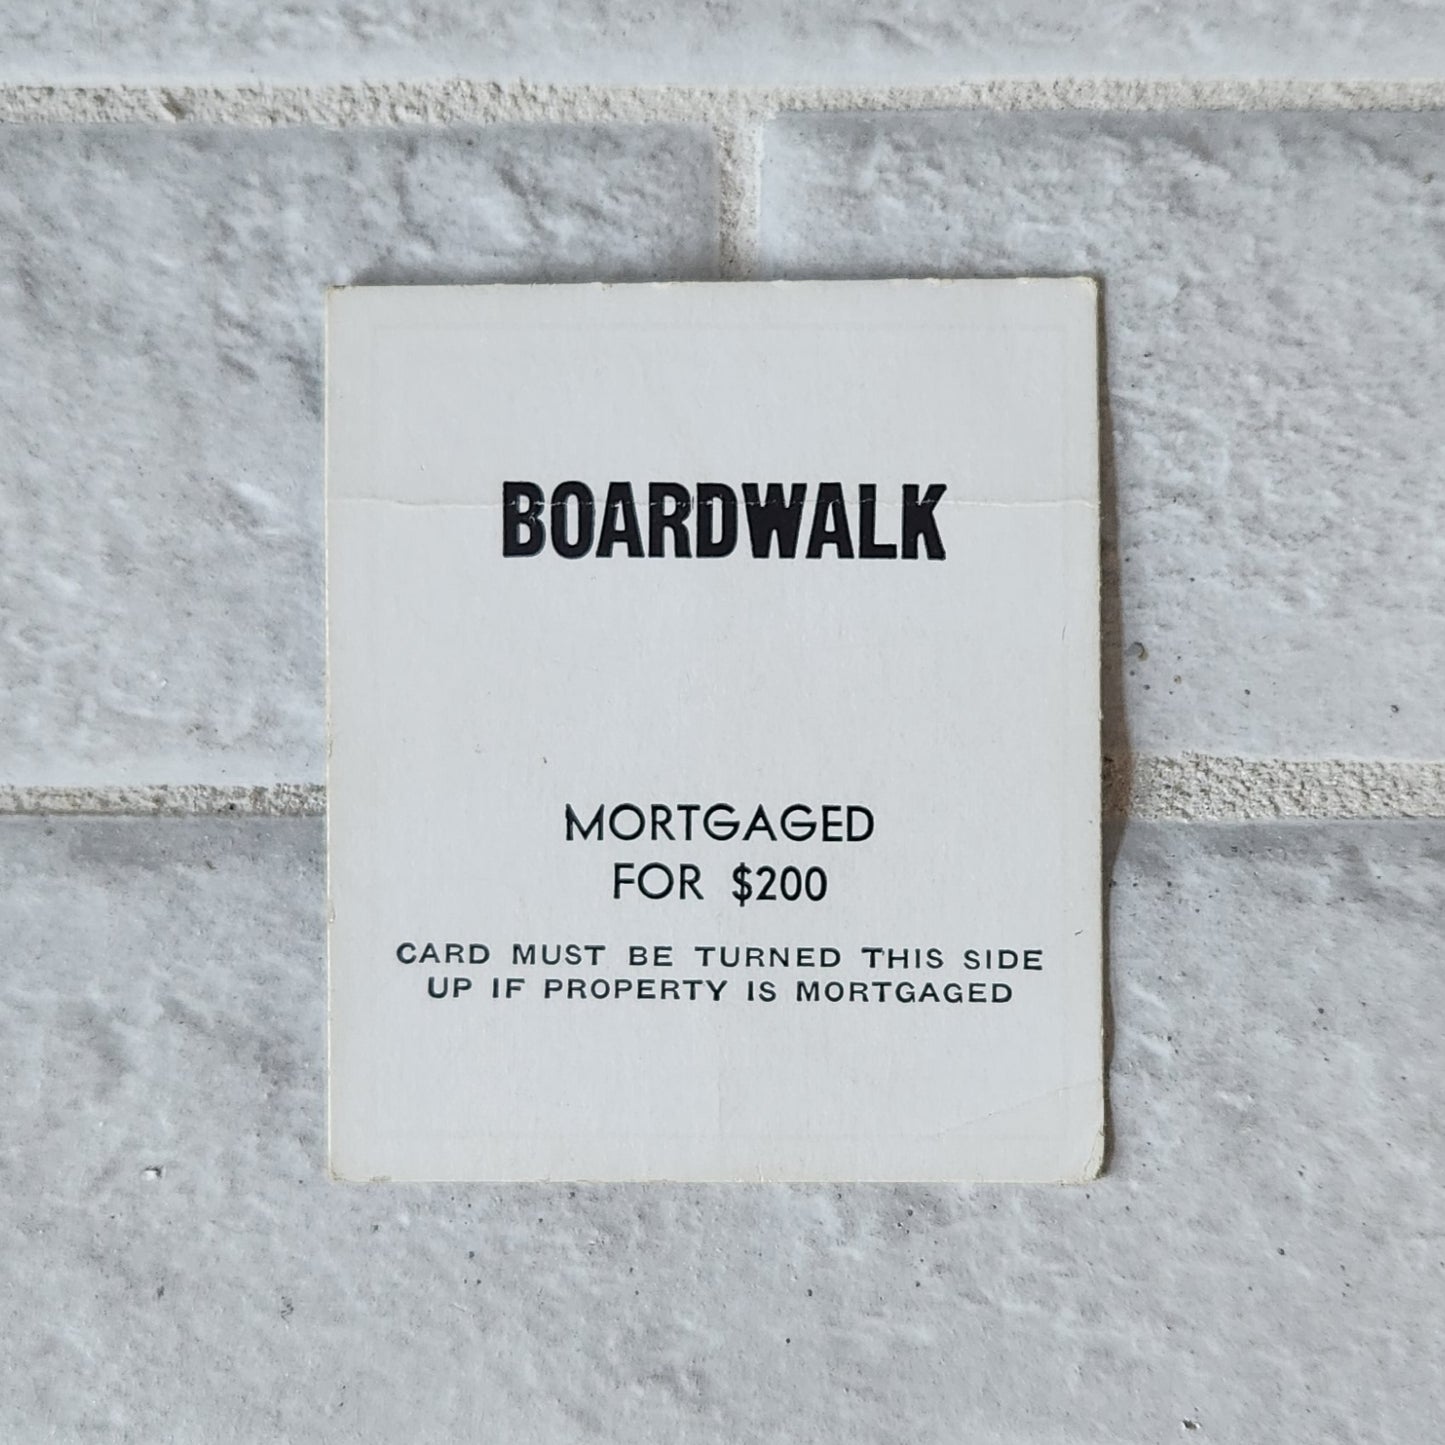 BOARDWALK
MORTGAGED
FOR $200
CARD MUST BE TURNED THIS SIDE
UP IF PROPERTY IS MORTGAGED